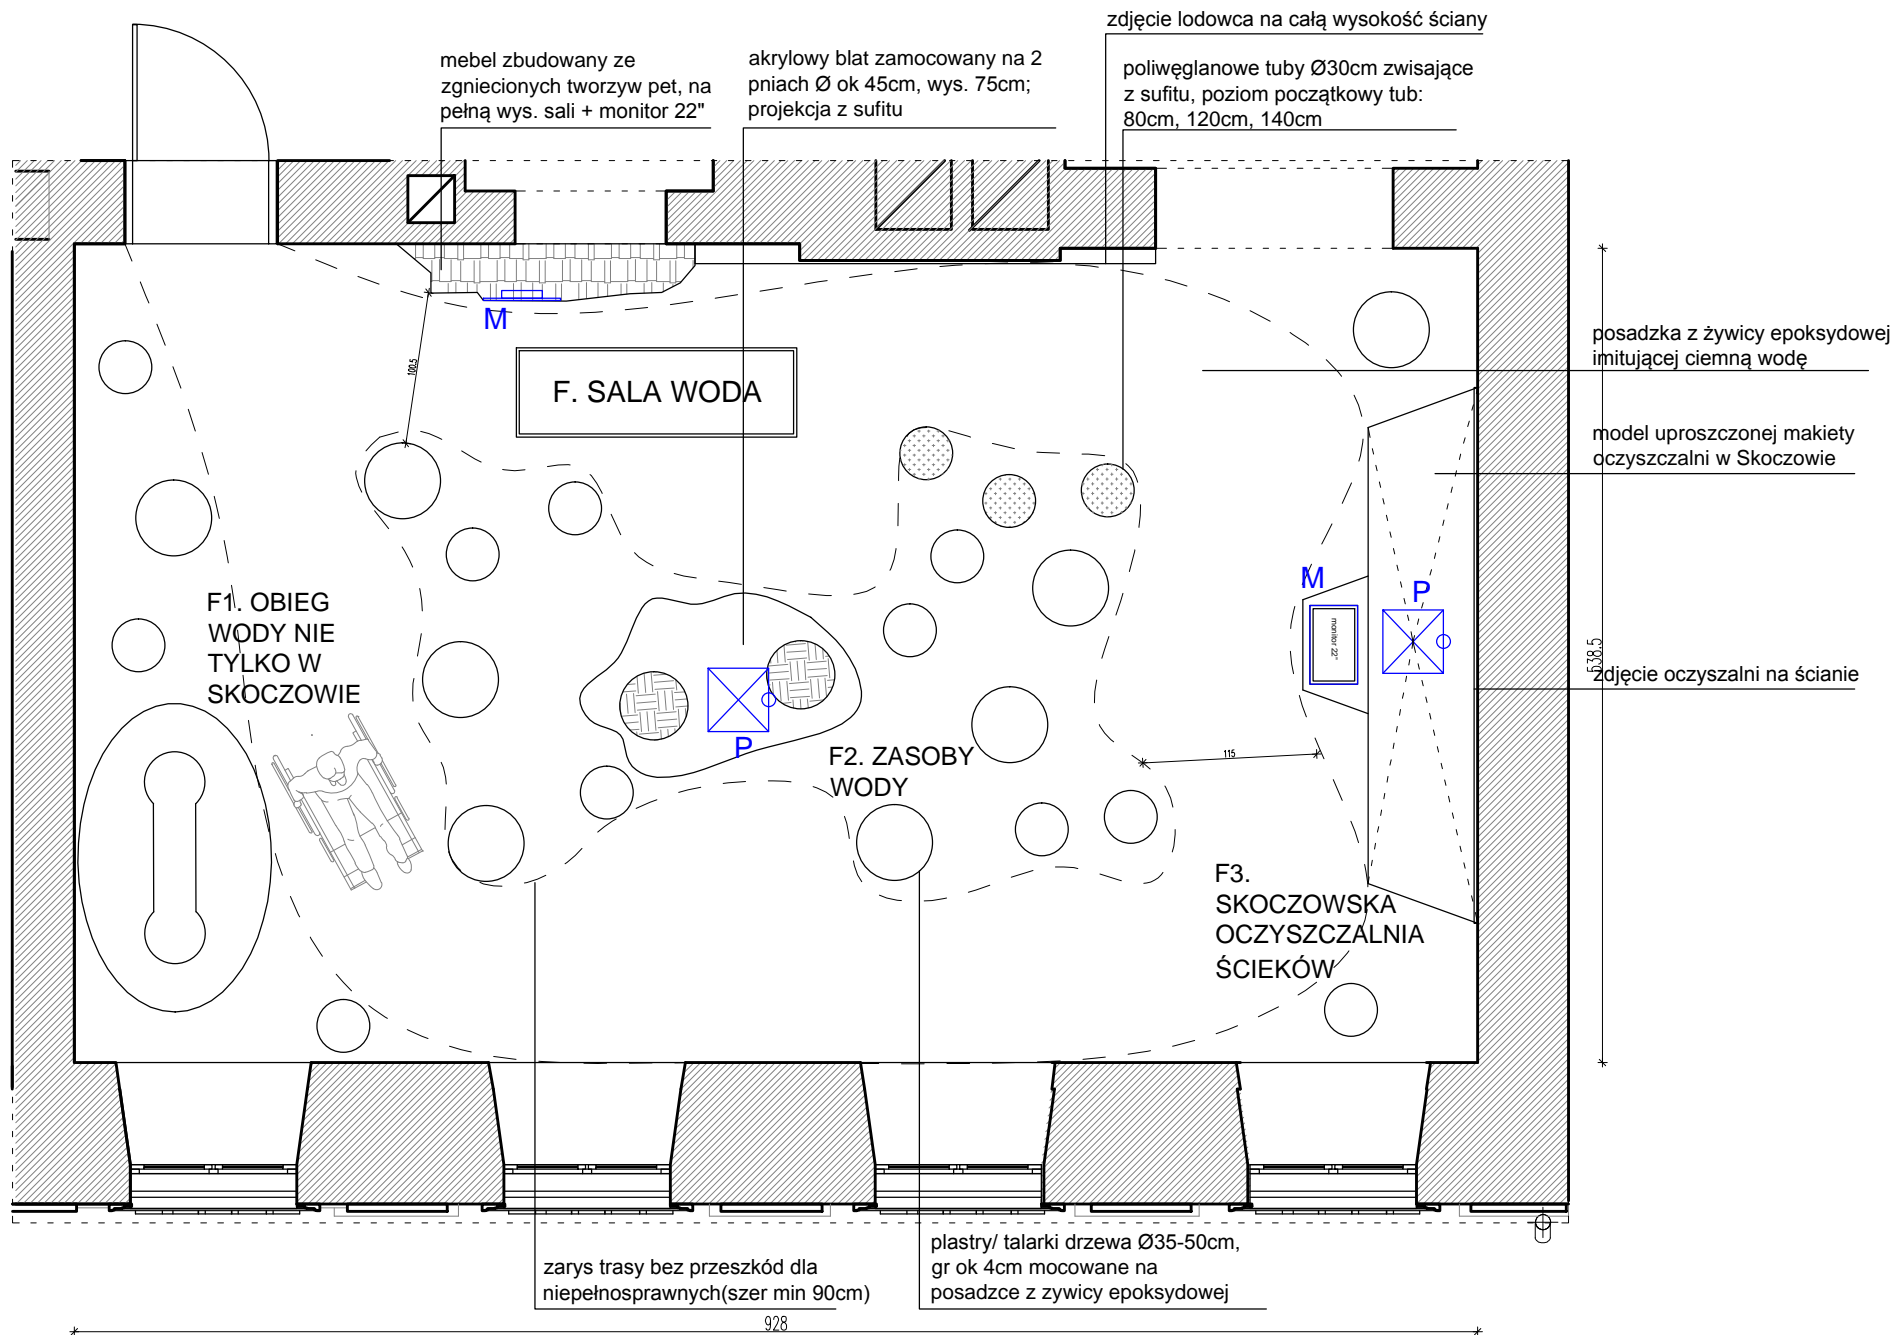 zdjęcie lodowca na całą wysokość ściany
mebel zbudowany ze
zgniecionych tworzyw pet, na
pełną wys. sali + monitor 22"
akrylowy blat zamocowany na 2
pniach Ø ok 45cm, wys. 75cm;
projekcja z sufitu
poliwęglanowe tuby Ø30cm zwisające
z sufitu, poziom początkowy tub:
80cm, 120cm, 140cm
M
100.5
F. SALA WODA
posadzka z żywicy epoksydowej
imitującej ciemną wodę
model uproszczonej makiety
oczyszczalni w Skoczowie
F1. OBIEG
WODY NIE
TYLKO W
SKOCZOWIE
M
monitor 22"
P
538.5
zdjęcie oczyszalni na ścianie
P
F2. ZASOBY
WODY
115
F3.
SKOCZOWSKA
OCZYSZCZALNIA
ŚCIEKÓW
zarys trasy bez przeszkód dla
niepełnosprawnych(szer min 90cm)
plastry/ talarki drzewa Ø35-50cm,
gr ok 4cm mocowane na
posadzce z zywicy epoksydowej
928